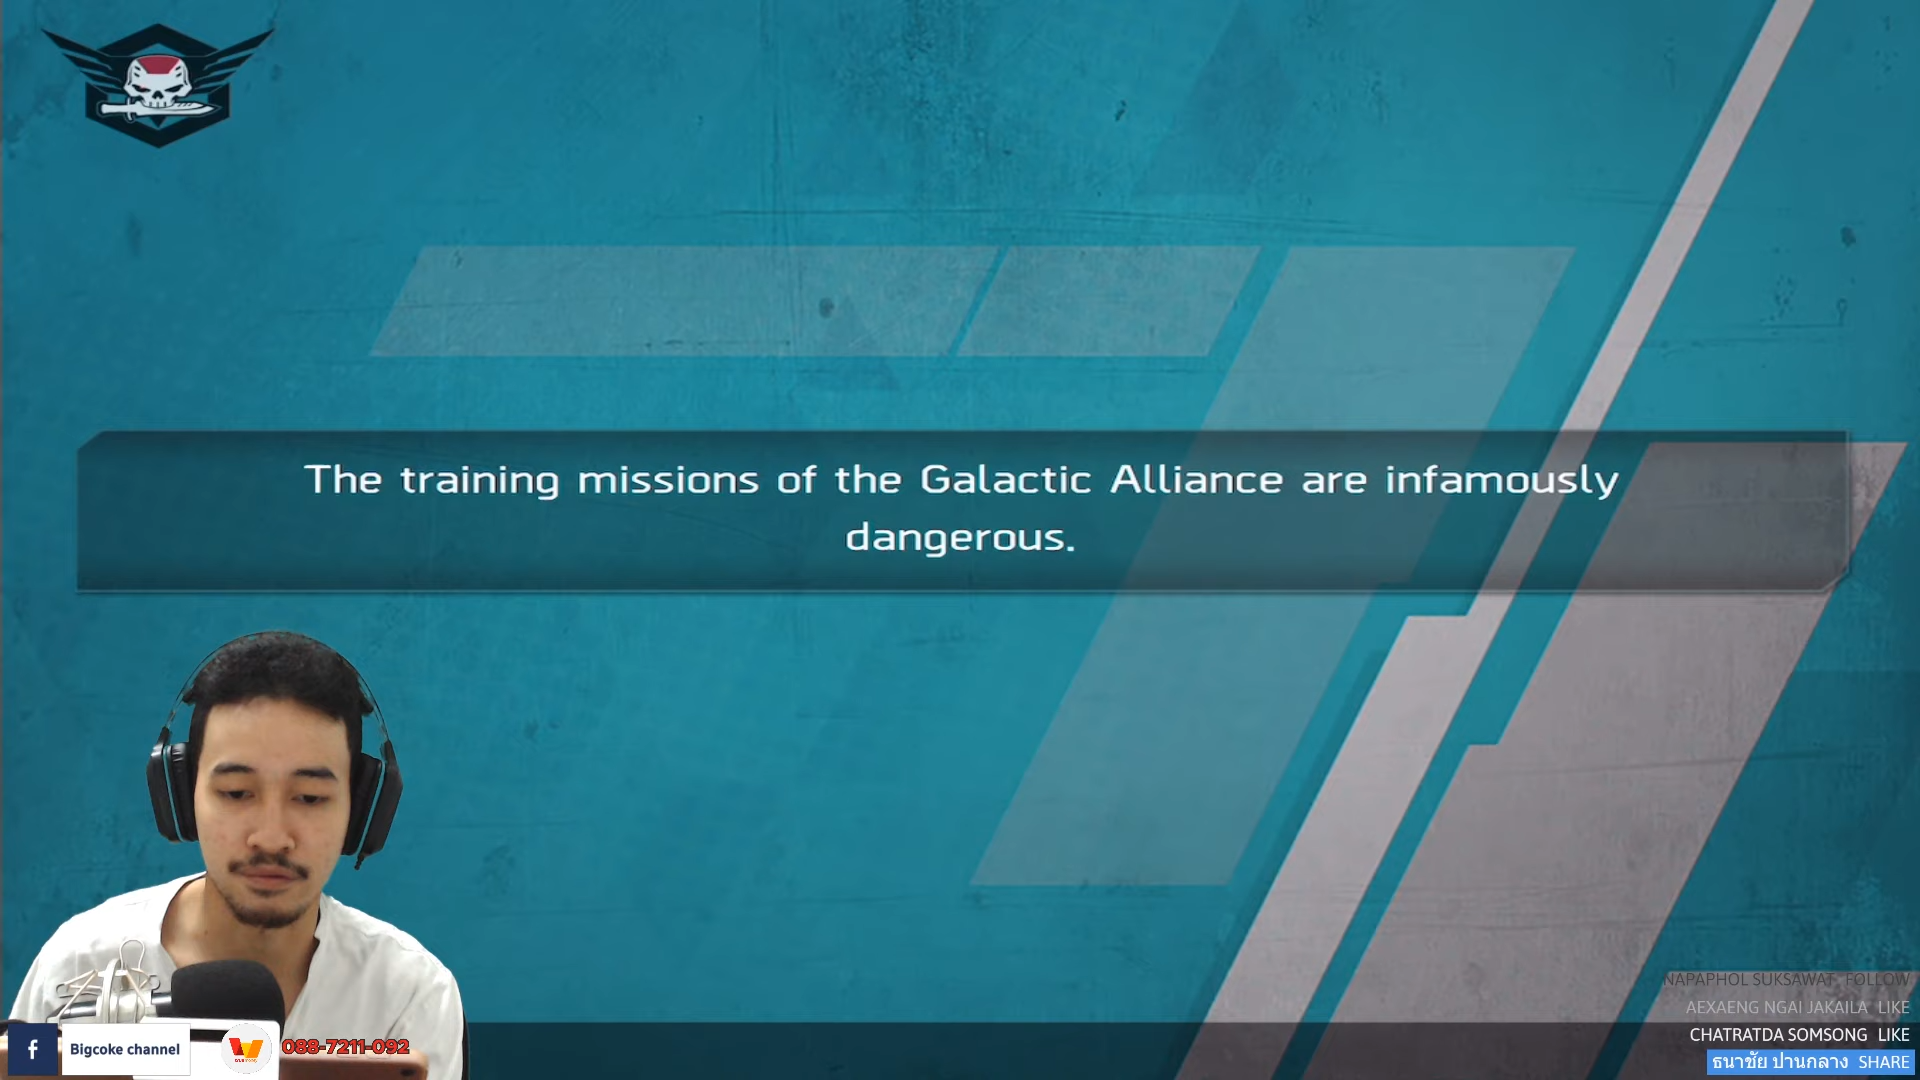 The training missions of the Galactic Alliance are infamously
dangerous.
NAPAPHOL SUKSAWAT FOLLOW
AEXAENG NGAI JAKAILA LIKE
CHATRATDA SOMSONG LIKE
ธนาชัย ปานกลาง SHARE
f
Bigcoke channel
088-7211-092